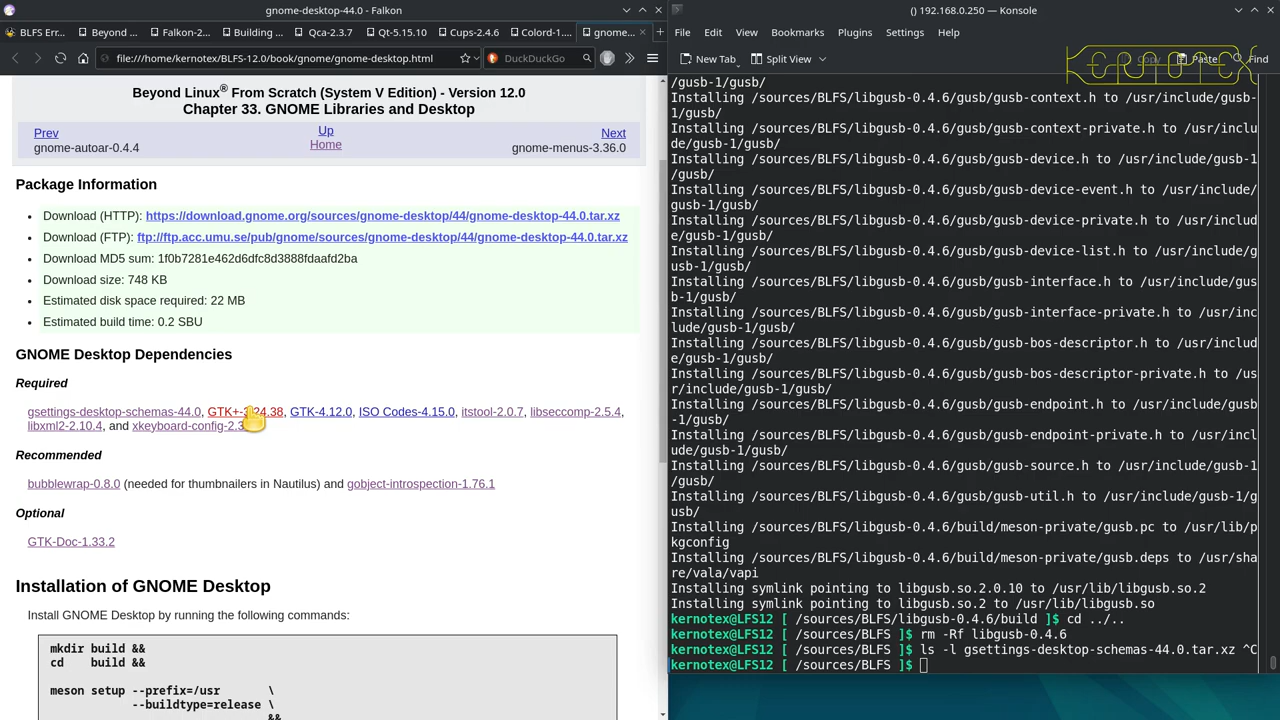 gnome-desktop-44.0 - Falkon
BLFS Err...
Beyond ...
Falkon-2...
Building ...
Qca-2.3.7
Qt-5.15.10
Cups-2.4.6
Colord-1....
gnome...
file:///home/kernotex/BLFS-12.0/book/gnome/gnome-desktop.html
DuckDuckGo
Beyond Linux® From Scratch (System V Edition) - Version 12.0
Chapter 33. GNOME Libraries and Desktop
Prev
Up
Next
gnome-autoar-0.4.4
Home
gnome-menus-3.36.0
Package Information
• Download (HTTP): https://download.gnome.org/sources/gnome-desktop/44/gnome-desktop-44.0.tar.xz
• Download (FTP): ftp://ftp.acc.umu.se/pub/gnome/sources/gnome-desktop/44/gnome-desktop-44.0.tar.xz
• Download MD5 sum: 1f0b7281e462d6dfc8d3888fdaafd2ba
• Download size: 748 KB
• Estimated disk space required: 22 MB
• Estimated build time: 0.2 SBU
GNOME Desktop Dependencies
Required
gsettings-desktop-schemas-44.0, GTK+-3.24.38, GTK-4.12.0, ISO Codes-4.15.0, itstool-2.0.7, libseccomp-2.5.4,
libxml2-2.10.4, and xkeyboard-config-2.3
Recommended
bubblewrap-0.8.0 (needed for thumbnailers in Nautilus) and gobject-introspection-1.76.1
Optional
GTK-Doc-1.33.2
Installation of GNOME Desktop
Install GNOME Desktop by running the following commands:
mkdir build &&
cd    build &&
meson setup --prefix=/usr       \
--buildtype=release \
&&
() 192.168.0.250 — Konsole
File Edit View Bookmarks Plugins Settings Help
New Tab
Split View
Copy
Paste
Find
KERNOTEX
/gusb-1/gusb/
Installing /sources/BLFS/libgusb-0.4.6/gusb/gusb-context.h to /usr/include/gusb-
1/gusb/
Installing /sources/BLFS/libgusb-0.4.6/gusb/gusb-context-private.h to /usr/inclu
de/gusb-1/gusb/
Installing /sources/BLFS/libgusb-0.4.6/gusb/gusb-device.h to /usr/include/gusb-1
/gusb/
Installing /sources/BLFS/libgusb-0.4.6/gusb/gusb-device-event.h to /usr/include/
gusb-1/gusb/
Installing /sources/BLFS/libgusb-0.4.6/gusb/gusb-device-private.h to /usr/includ
e/gusb-1/gusb/
Installing /sources/BLFS/libgusb-0.4.6/gusb/gusb-device-list.h to /usr/include/g
usb-1/gusb/
Installing /sources/BLFS/libgusb-0.4.6/gusb/gusb-interface.h to /usr/include/gus
b-1/gusb/
Installing /sources/BLFS/libgusb-0.4.6/gusb/gusb-interface-private.h to /usr/inc
lude/gusb-1/gusb/
Installing /sources/BLFS/libgusb-0.4.6/gusb/gusb-bos-descriptor.h to /usr/includ
e/gusb-1/gusb/
Installing /sources/BLFS/libgusb-0.4.6/gusb/gusb-bos-descriptor-private.h to /us
r/include/gusb-1/gusb/
Installing /sources/BLFS/libgusb-0.4.6/gusb/gusb-endpoint.h to /usr/include/gusb
-1/gusb/
Installing /sources/BLFS/libgusb-0.4.6/gusb/gusb-endpoint-private.h to /usr/incl
ude/gusb-1/gusb/
Installing /sources/BLFS/libgusb-0.4.6/gusb/gusb-source.h to /usr/include/gusb-1
/gusb/
Installing /sources/BLFS/libgusb-0.4.6/gusb/gusb-util.h to /usr/include/gusb-1/g
usb/
Installing /sources/BLFS/libgusb-0.4.6/build/meson-private/gusb.pc to /usr/lib/p
kgconfig
Installing /sources/BLFS/libgusb-0.4.6/build/meson-private/gusb.deps to /usr/sha
re/vala/vapi
Installing symlink pointing to libgusb.so.2.0.10 to /usr/lib/libgusb.so.2
Installing symlink pointing to libgusb.so.2 to /usr/lib/libgusb.so
kernotex@LFS12 [ /sources/BLFS/libgusb-0.4.6/build ]$ cd ../..
kernotex@LFS12 [ /sources/BLFS ]$ rm -Rf libgusb-0.4.6
kernotex@LFS12 [ /sources/BLFS ]$ ls -l gsettings-desktop-schemas-44.0.tar.xz ^C
kernotex@LFS12 [ /sources/BLFS ]$